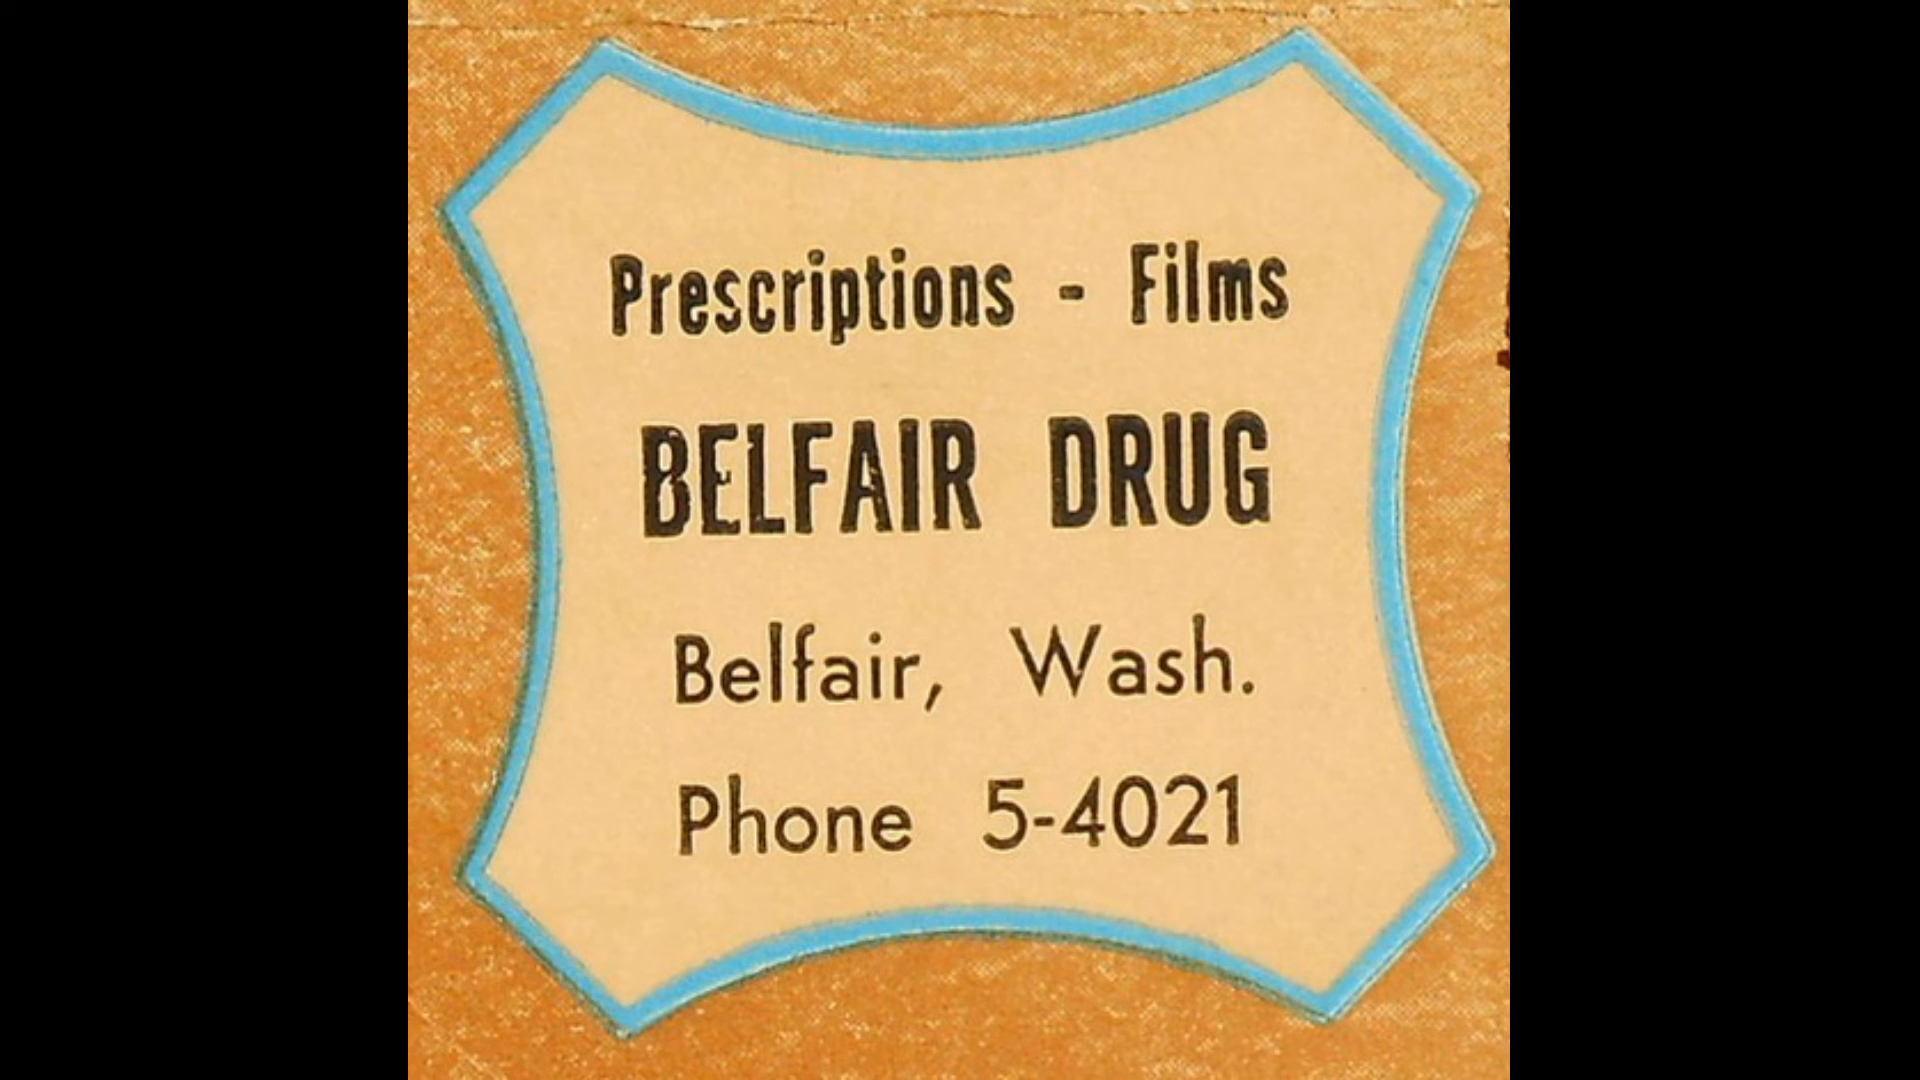 Prescriptions - Films
BELFAIR DRUG
Belfair, Wash.
Phone 5-4021